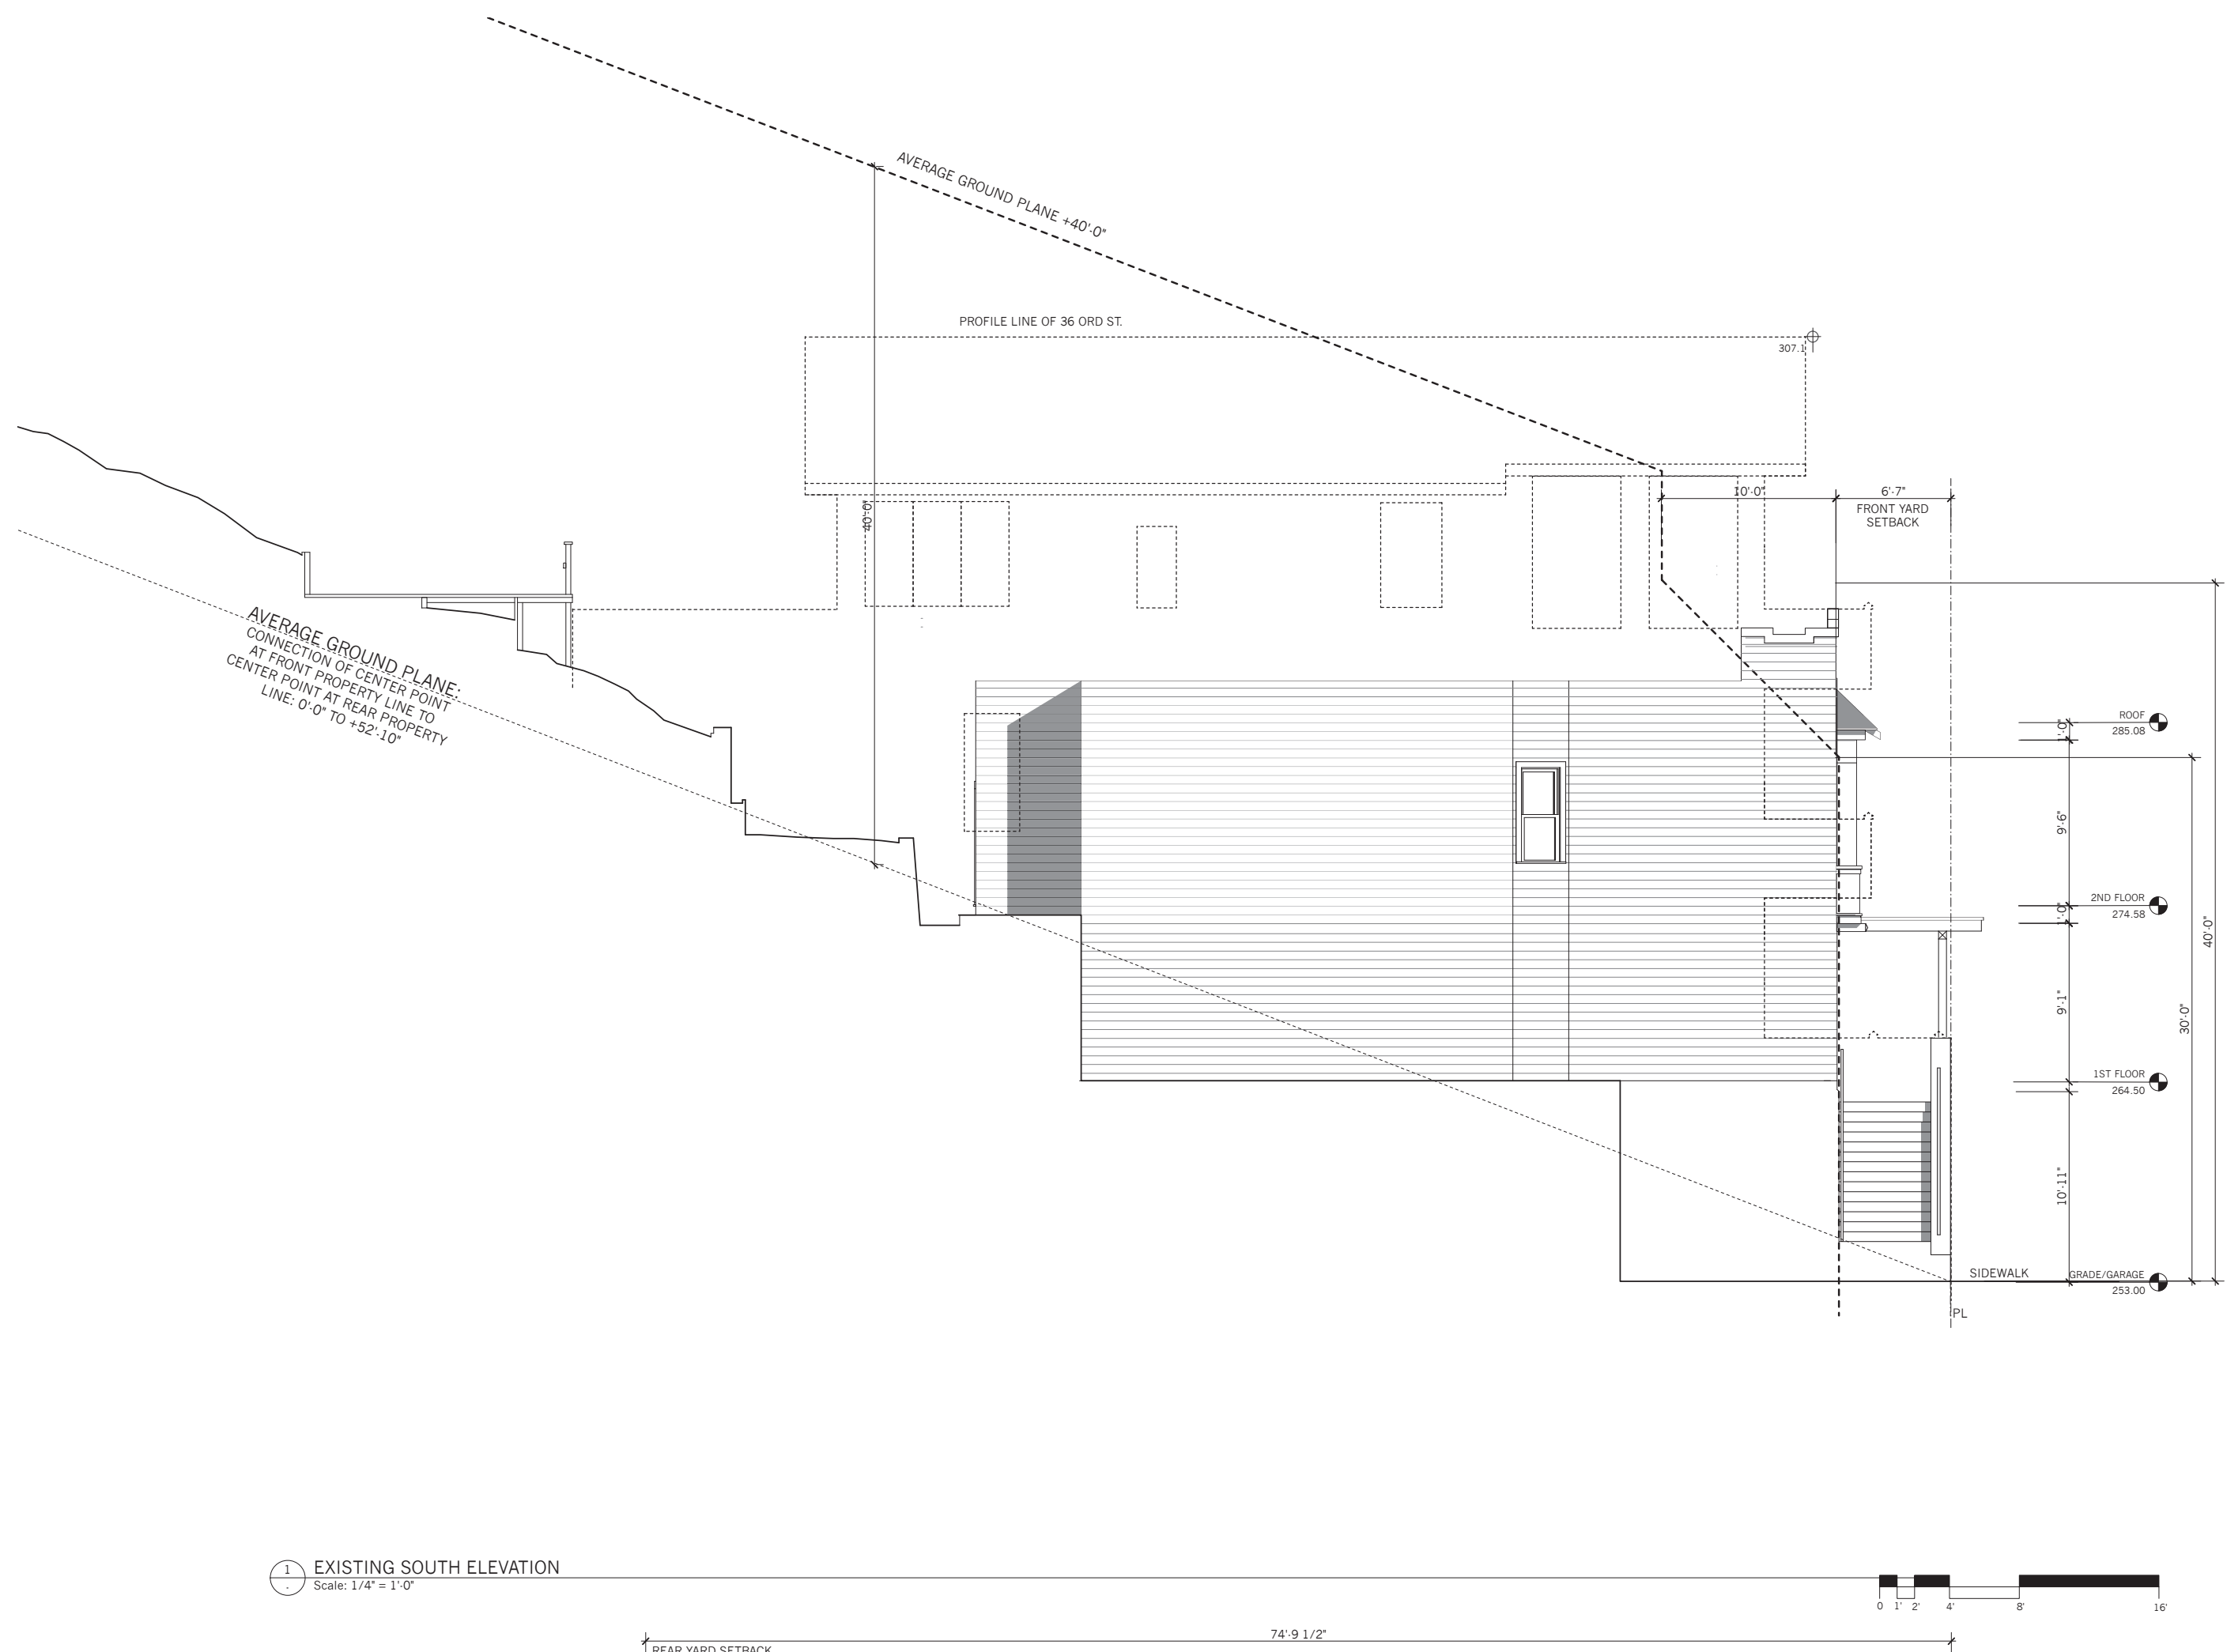 AVERAGE GROUND PLANE +40'-0"
PROFILE LINE OF 36 ORD ST.
307.1
40'-0"
10'-0"
6'-7"
FRONT YARD
SETBACK
AVERAGE GROUND PLANE:
CONNECTION OF CENTER POINT
AT FRONT PROPERTY LINE TO
CENTER POINT AT REAR PROPERTY
LINE: 0'-0" TO +52'-10"
ROOF
285.08
1'-0"
9'-6"
2ND FLOOR
274.58
1'-0"
9'-1"
1ST FLOOR
264.50
10'-11"
30'-0"
40'-0"
SIDEWALK
GRADE/GARAGE
253.00
PL
1
-
EXISTING SOUTH ELEVATION
Scale: 1/4" = 1'-0"
0 1' 2' 4' 8' 16'
74'-9 1/2"
REAR YARD SETBACK